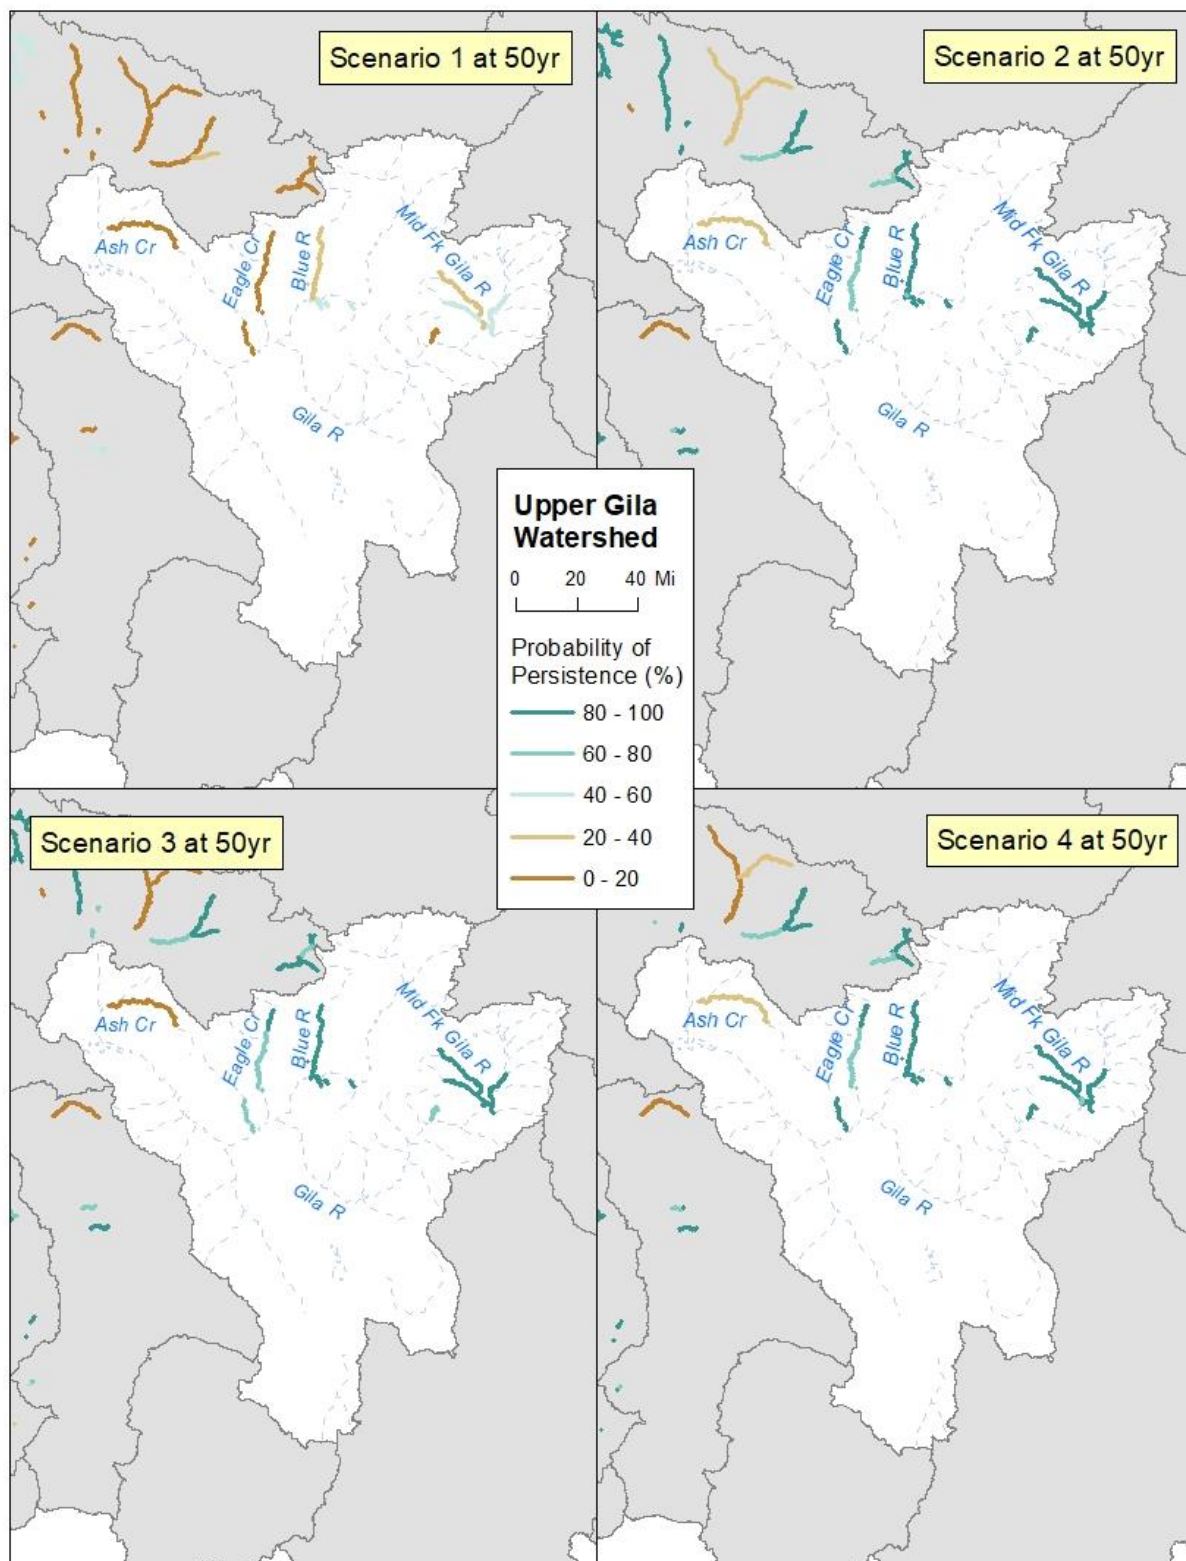 Scenario 1 at 50yr
Ash Cr
Eagle Cr
Blue R
Mid Fk Gila R
Gila R
Scenario 2 at 50yr
Ash Cr
Eagle Cr
Blue R
Mid Fk Gila R
Gila R
Upper Gila
Watershed
0 20 40 Mi
Probability of
Persistence (%)
80 - 100
60 - 80
40 - 60
20 - 40
0 - 20
Scenario 3 at 50yr
Ash Cr
Eagle Cr
Blue R
Mid Fk Gila R
Gila R
Scenario 4 at 50yr
Ash Cr
Eagle Cr
Blue R
Mid Fk Gila R
Gila R